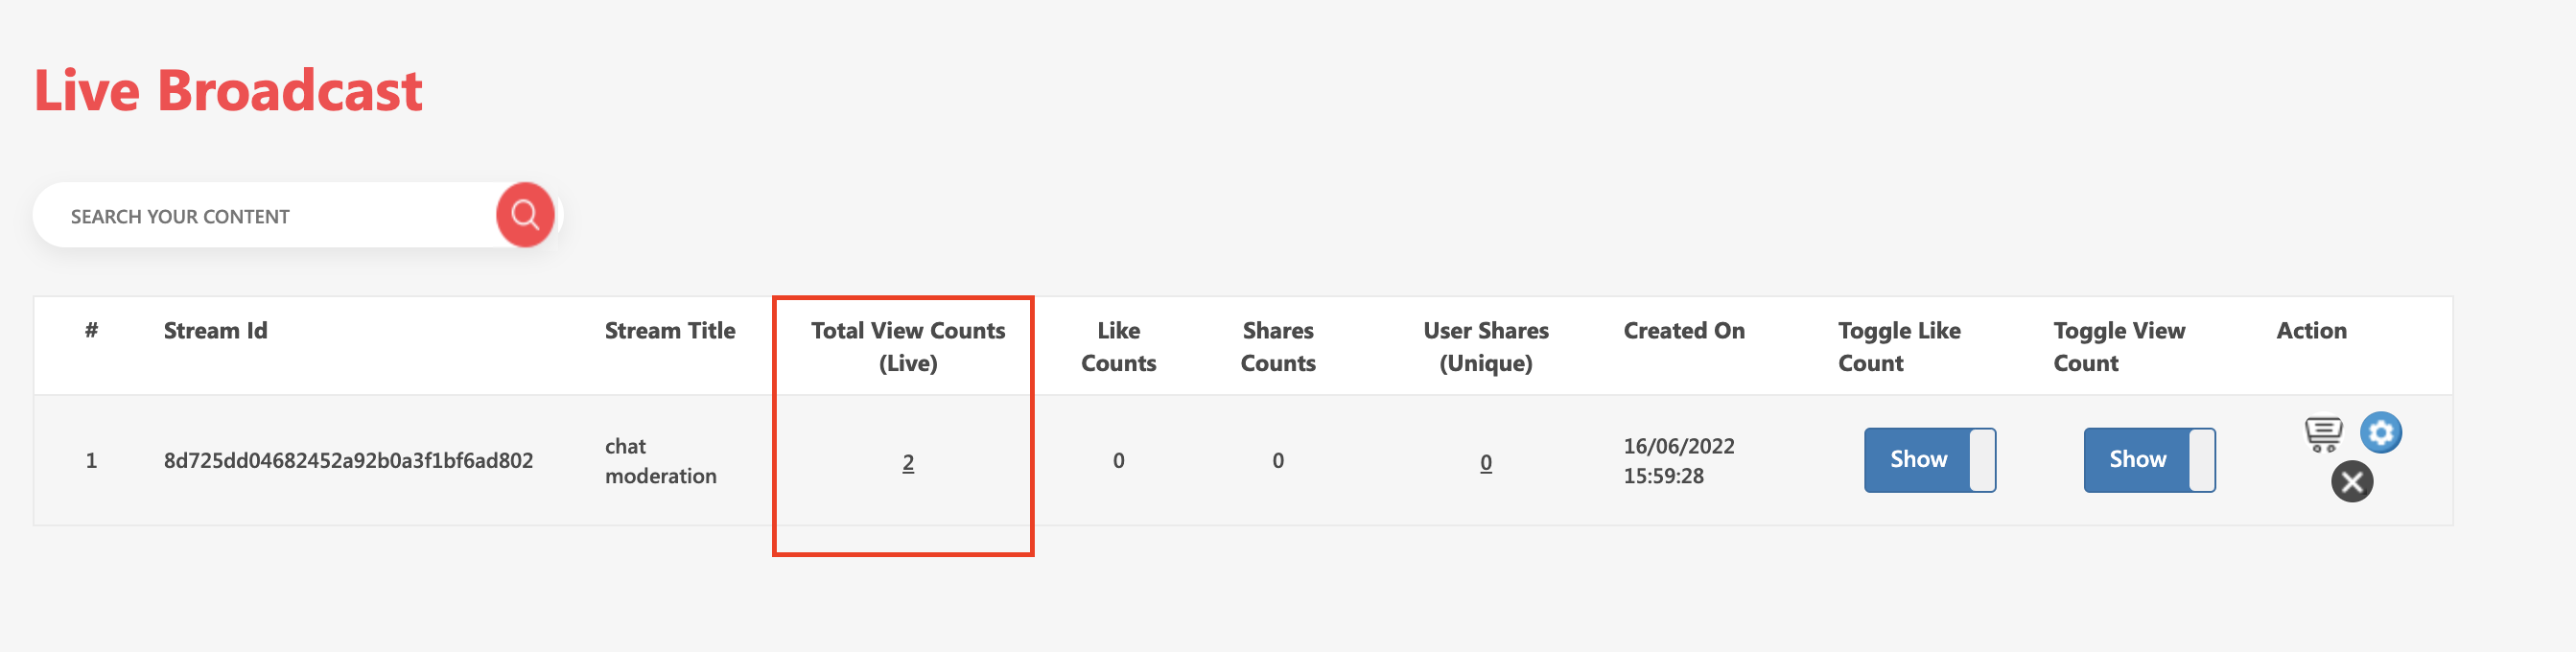 Live Broadcast
SEARCH YOUR CONTENT
# Stream Id Stream Title Total View Counts (Live) Like Counts Shares Counts User Shares (Unique) Created On Toggle Like Count Toggle View Count Action
1 8d725dd04682452a92b0a3f1bf6ad802 chat moderation 2 0 0 0 16/06/2022 15:59:28 Show Show